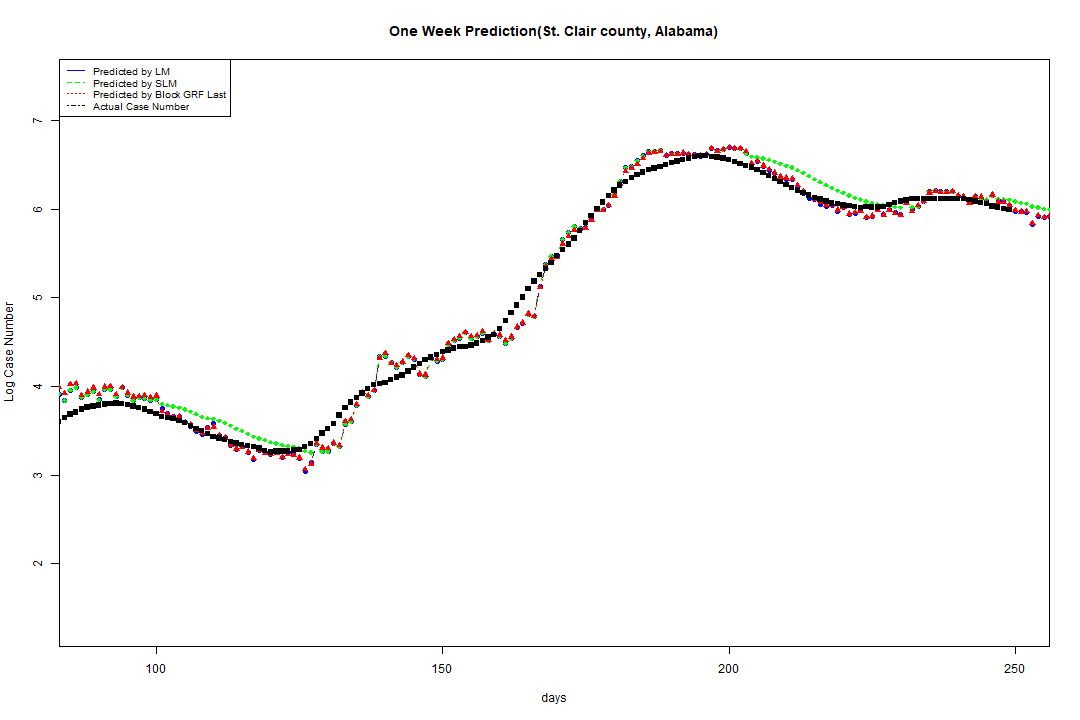 One Week Prediction(St. Clair county, Alabama)
Predicted by LM
Predicted by SLM
Predicted by Block GRF Last
Actual Case Number
7
6
5
4
3
2
Log Case Number
100
150
200
250
days